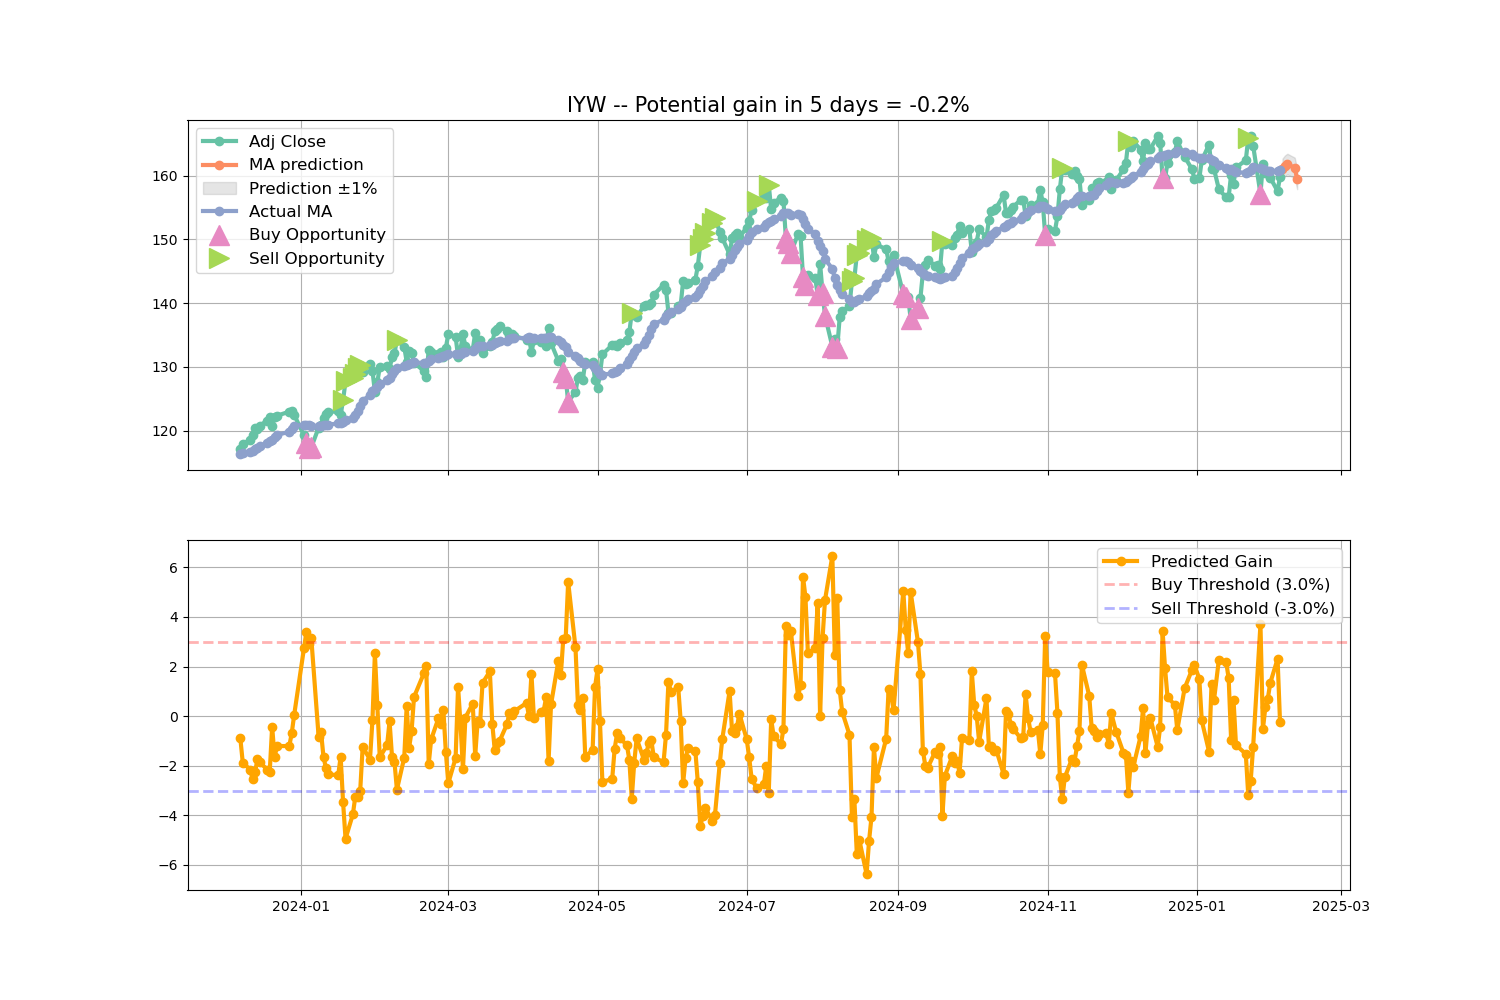 IYW -- Potential gain in 5 days = -0.2%
Adj Close
MA prediction
Prediction ±1%
Actual MA
Buy Opportunity
Sell Opportunity
160
150
140
130
120
Predicted Gain
Buy Threshold (3.0%)
Sell Threshold (-3.0%)
6
4
2
0
−2
−4
−6
2024-01
2024-03
2024-05
2024-07
2024-09
2024-11
2025-01
2025-03